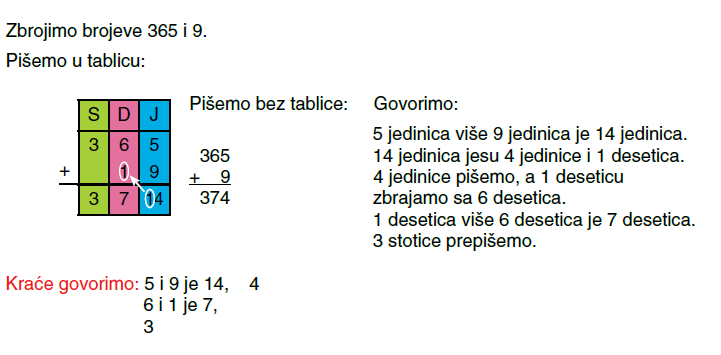 Zbrojimo brojeve 365 i 9.
Pišemo u tablicu:
S D J
3 6 5
+ 1 9
3 7 14
Pišemo bez tablice:
365
+ 9
374
Govorimo:
5 jedinica više 9 jedinica je 14 jedinica.
14 jedinica jesu 4 jedinice i 1 desetica.
4 jedinice pišemo, a 1 deseticu
zbrajamo sa 6 desetica.
1 desetica više 6 desetica je 7 desetica.
3 stotice prepišemo.
Kraće govorimo: 5 i 9 je 14, 4
6 i 1 je 7,
3